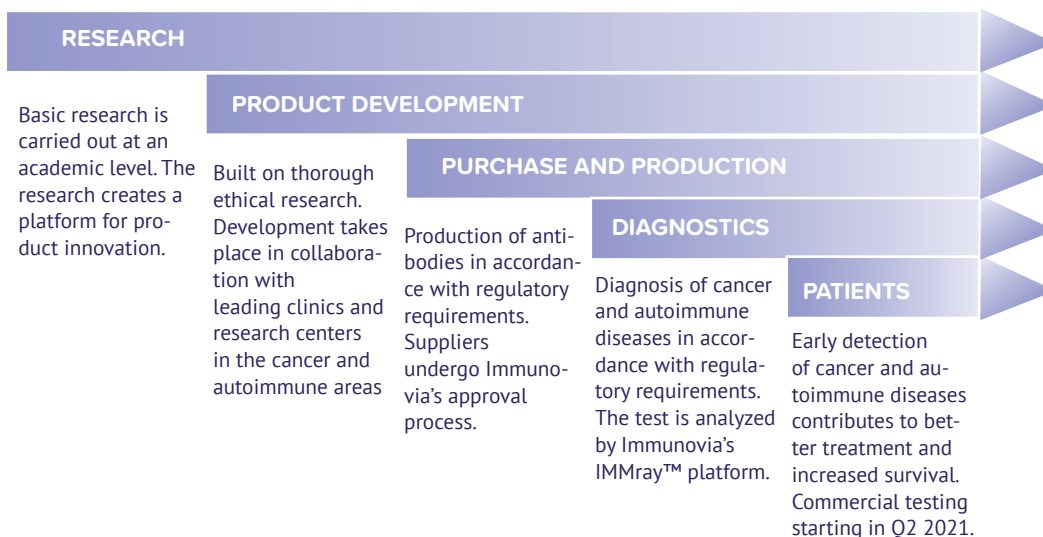 RESEARCH
Basic research is
carried out at an
academic level. The
research creates a
platform for pro-
duct innovation.
PRODUCT DEVELOPMENT
Built on thorough
ethical research.
Development takes
place in collabora-
tion with
leading clinics and
research centers
in the cancer and
autoimmune areas
PURCHASE AND PRODUCTION
Production of anti-
bodies in accordan-
ce with regulatory
requirements.
Suppliers
undergo Immuno-
via’s approval
process.
DIAGNOSTICS
Diagnosis of cancer
and autoimmune
diseases in accor-
dance with regula-
tory requirements.
The test is analyzed
by Immunovia’s
IMMray™ platform.
PATIENTS
Early detection
of cancer and au-
toimmune diseases
contributes to bet-
ter treatment and
increased survival.
Commercial testing
starting in Q2 2021.